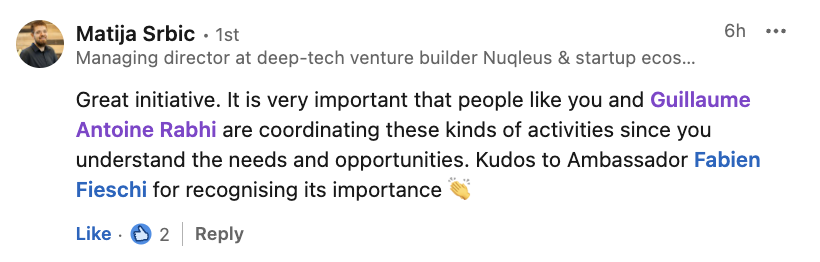 Matija Srbic • 1st
6h •••
Managing director at deep-tech venture builder Nuqleus & startup ecos...
Great initiative. It is very important that people like you and Guillaume
Antoine Rabhi are coordinating these kinds of activities since you
understand the needs and opportunities. Kudos to Ambassador Fabien
Fieschi for recognising its importance 👏
Like · 2 | Reply